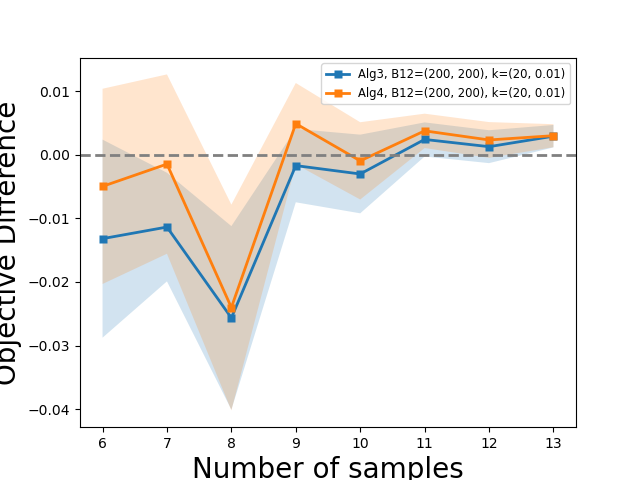 Alg3, B12=(200, 200), k=(20, 0.01)
Alg4, B12=(200, 200), k=(20, 0.01)
0.01
0.00
−0.01
−0.02
−0.03
−0.04
Objective Difference
6 7 8 9 10 11 12 13
Number of samples